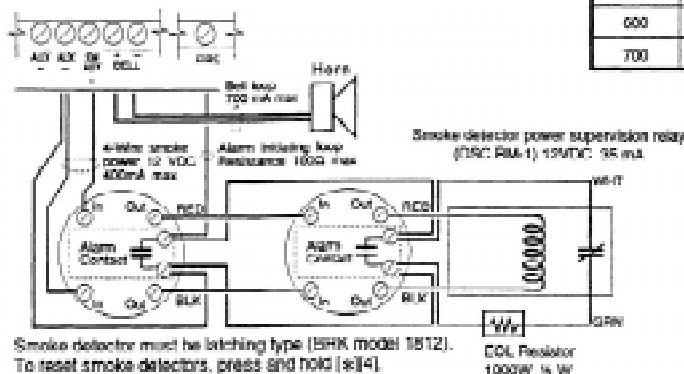 600
700
AUX AUX BELL
Horn
Bell loop
700 mA max
4-Wire smoke
power 12 VDC
400mA max
Alarm initiating loop
Resistance 100Ω max
Smoke detector power supervision relay
(DSC RM-1) 12VDC 35 mA
WHT
In Out RED
In Out RED
Alarm
Contact
Alarm
Contact
In Out BLK
In Out BLK
GRN
Smoke detector must be latching type (BRK model 1812).
To reset smoke detectors, press and hold [*][4].
EOL Resistor